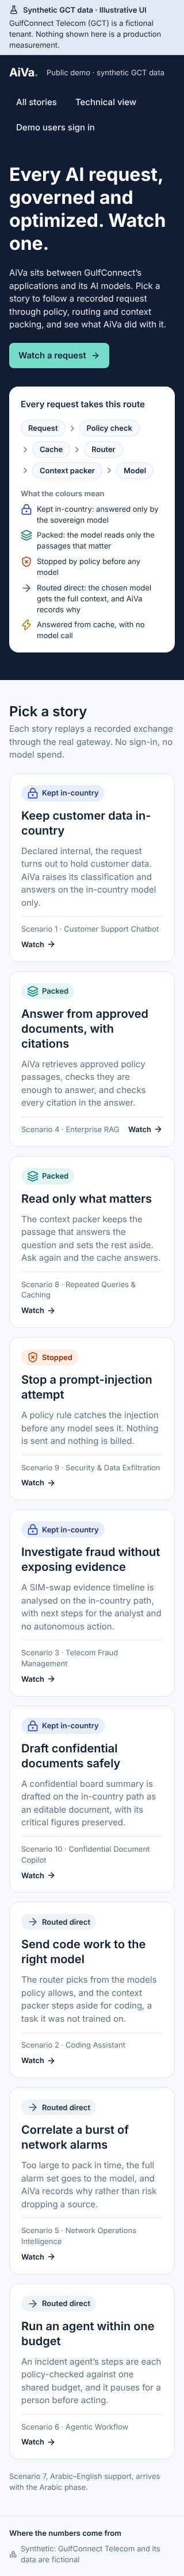 Synthetic GCT data · Illustrative UI
GulfConnect Telecom (GCT) is a fictional
tenant. Nothing shown here is a production
measurement.
AiVa.
Public demo · synthetic GCT data
All stories
Technical view
Demo users sign in
Every AI request,
governed and
optimized. Watch
one.
AiVa sits between GulfConnect's
applications and its AI models. Pick a
story to follow a recorded request
through policy, routing and context
packing, and see what AiVa did with it.
Watch a request →
Every request takes this route
Request > Policy check
> Cache > Router
> Context packer > Model
What the colours mean
Kept in-country: answered only by
the sovereign model
Packed: the model reads only the
passages that matter
Stopped by policy before any
model
Routed direct: the chosen model
gets the full context, and AiVa
records why
Answered from cache, with no
model call
Pick a story
Each story replays a recorded exchange
through the real gateway. No sign-in, no
model spend.
Kept in-country
Keep customer data in-
country
Declared internal, the request
turns out to hold customer data.
AiVa raises its classification and
answers on the in-country model
only.
Scenario 1 · Customer Support Chatbot
Watch →
Packed
Answer from approved
documents, with
citations
AiVa retrieves approved policy
passages, checks they are
enough to answer, and checks
every citation in the answer.
Scenario 4 · Enterprise RAG
Watch →
Packed
Read only what matters
The context packer keeps the
passage that answers the
question and sets the rest aside.
Ask again and the cache answers.
Scenario 8 · Repeated Queries &
Caching
Watch →
Stopped
Stop a prompt-injection
attempt
A policy rule catches the injection
before any model sees it. Nothing
is sent and nothing is billed.
Scenario 9 · Security & Data Exfiltration
Watch →
Kept in-country
Investigate fraud without
exposing evidence
A SIM-swap evidence timeline is
analysed on the in-country path,
with next steps for the analyst and
no autonomous action.
Scenario 3 · Telecom Fraud
Management
Watch →
Kept in-country
Draft confidential
documents safely
A confidential board summary is
drafted on the in-country path as
an editable document, with its
critical figures preserved.
Scenario 10 · Confidential Document
Copilot
Watch →
Routed direct
Send code work to the
right model
The router picks from the models
policy allows, and the context
packer steps aside for coding, a
task it was not trained on.
Scenario 2 · Coding Assistant
Watch →
Routed direct
Correlate a burst of
network alarms
Too large to pack in time, the full
alarm set goes to the model, and
AiVa records why rather than risk
dropping a source.
Scenario 5 · Network Operations
Intelligence
Watch →
Routed direct
Run an agent within one
budget
An incident agent's steps are each
policy-checked against one
shared budget, and it pauses for a
person before acting.
Scenario 6 · Agentic Workflow
Watch →
Scenario 7, Arabic–English support, arrives
with the Arabic phase.
Where the numbers come from
Synthetic: GulfConnect Telecom and its
data are fictional